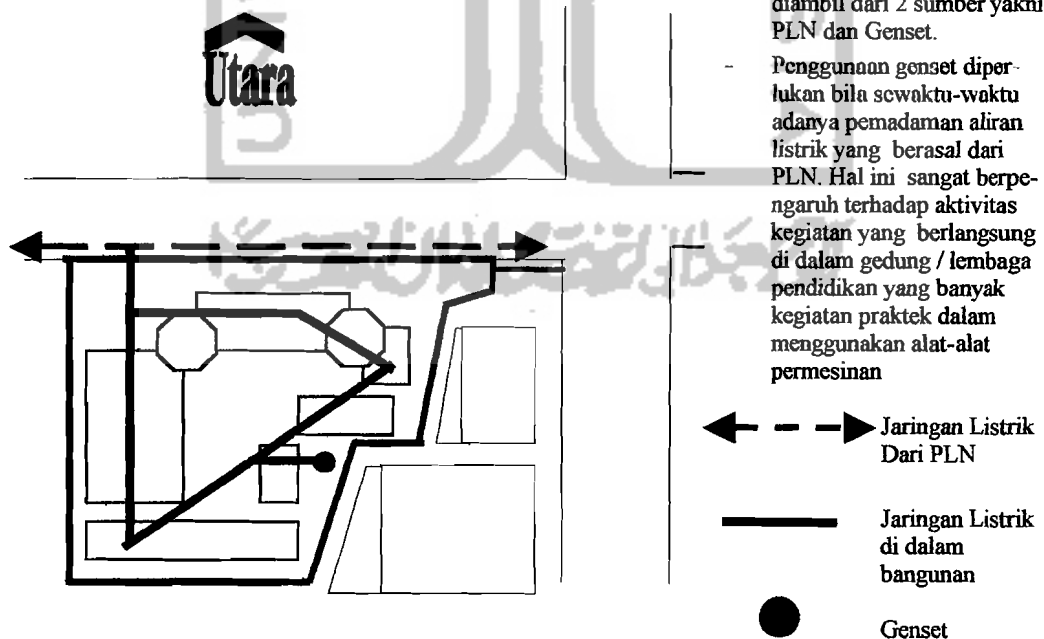 diambil dari 2 sumber yakni
PLN dan Genset.
Utara
- Penggunaan genset diper-
lukan bila sewaktu-waktu
adanya pemadaman aliran
listrik yang berasal dari
PLN. Hal ini sangat berpe-
ngaruh terhadap aktivitas
kegiatan yang berlangsung
di dalam gedung / lembaga
pendidikan yang banyak
kegiatan praktek dalam
menggunakan alat-alat
permesinan
Jaringan Listrik
Dari PLN
Jaringan Listrik
di dalam
bangunan
Genset